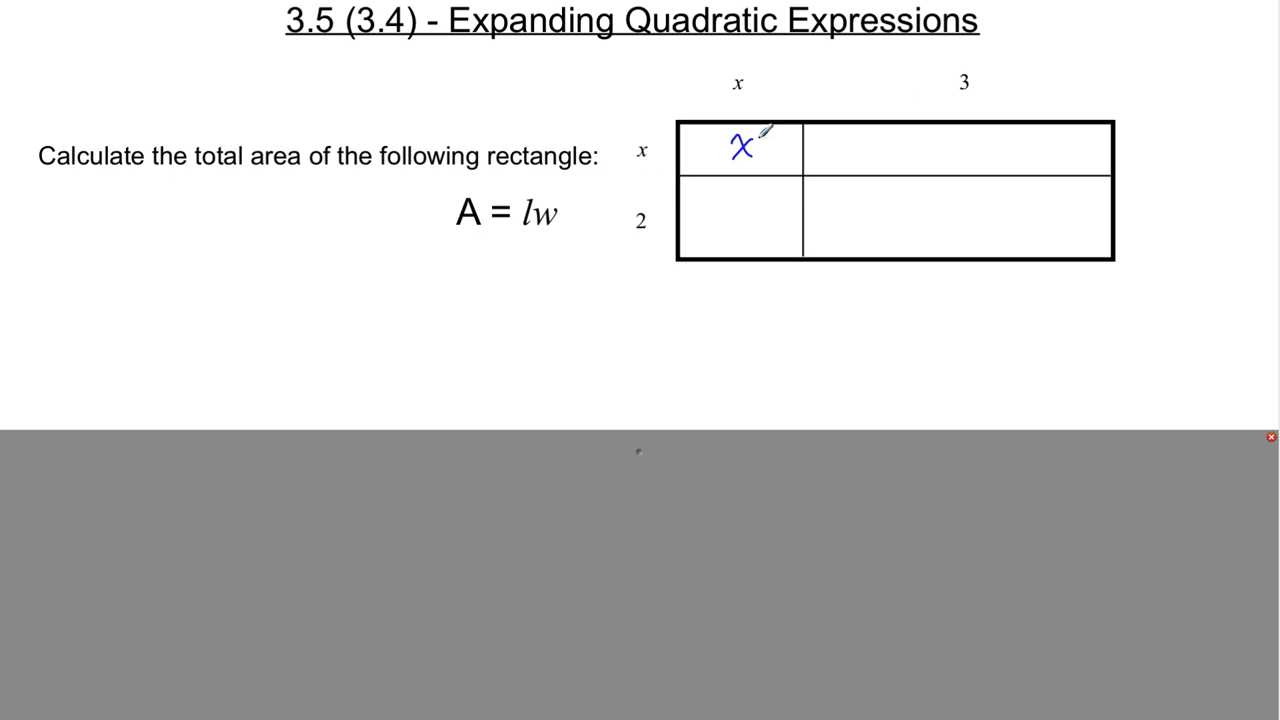 3.5 (3.4) - Expanding Quadratic Expressions
x 3
Calculate the total area of the following rectangle: x
x
A = lw 2